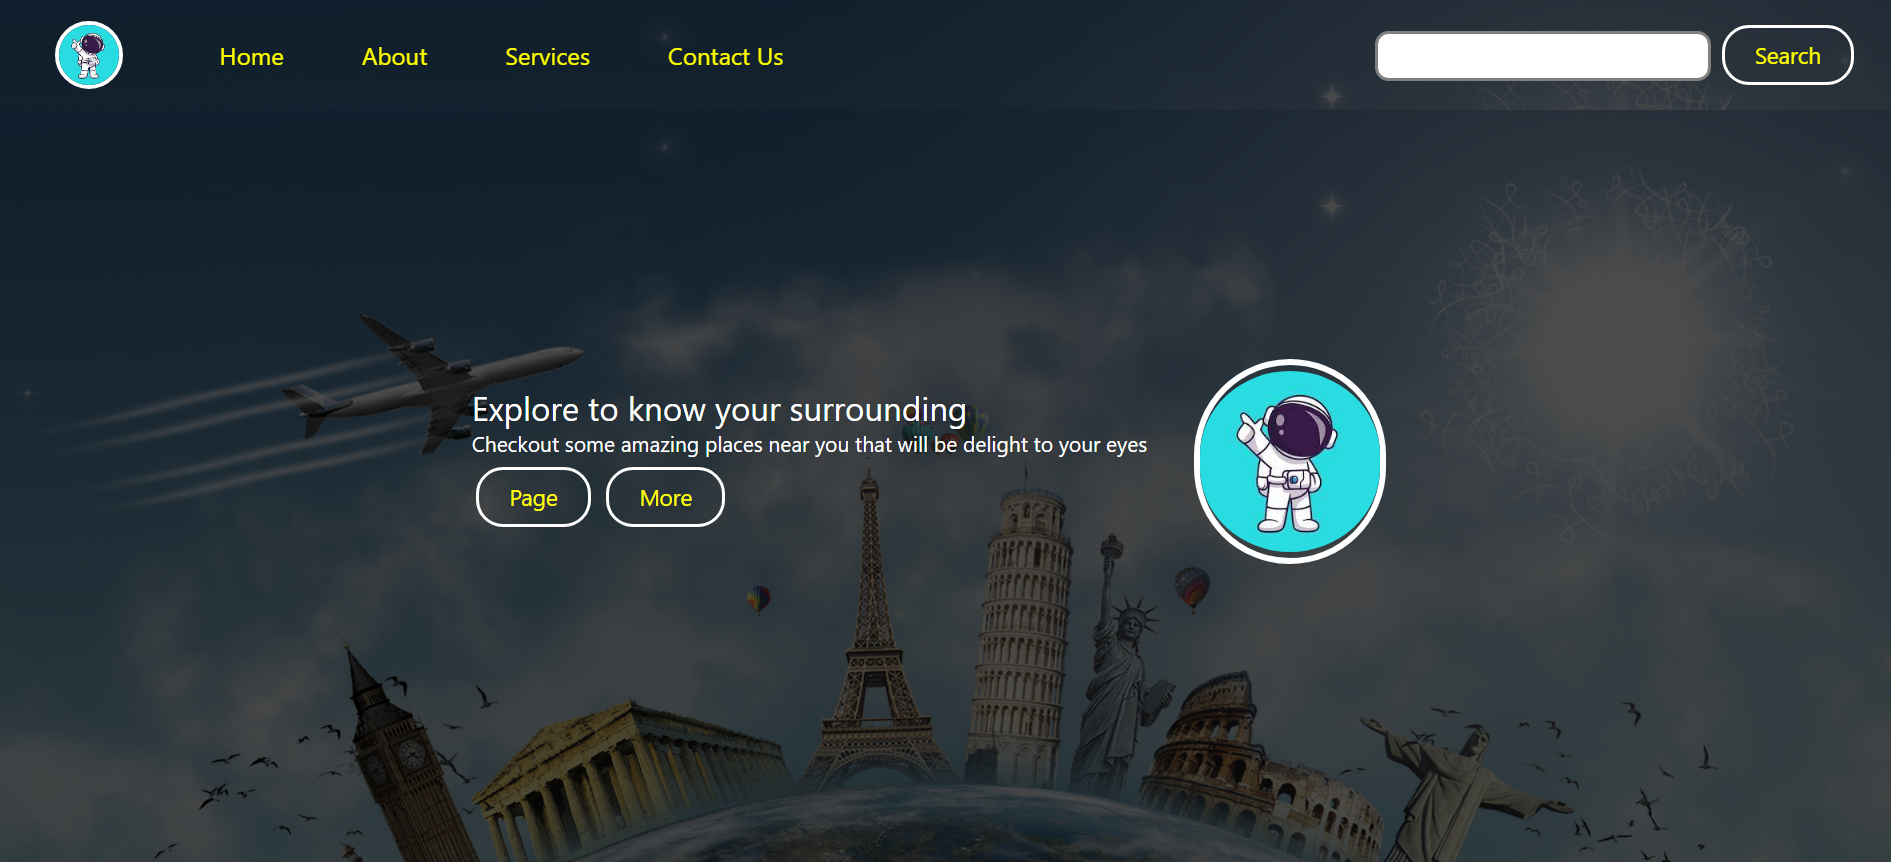 Home About Services Contact Us Search
Explore to know your surrounding
Checkout some amazing places near you that will be delight to your eyes
Page More